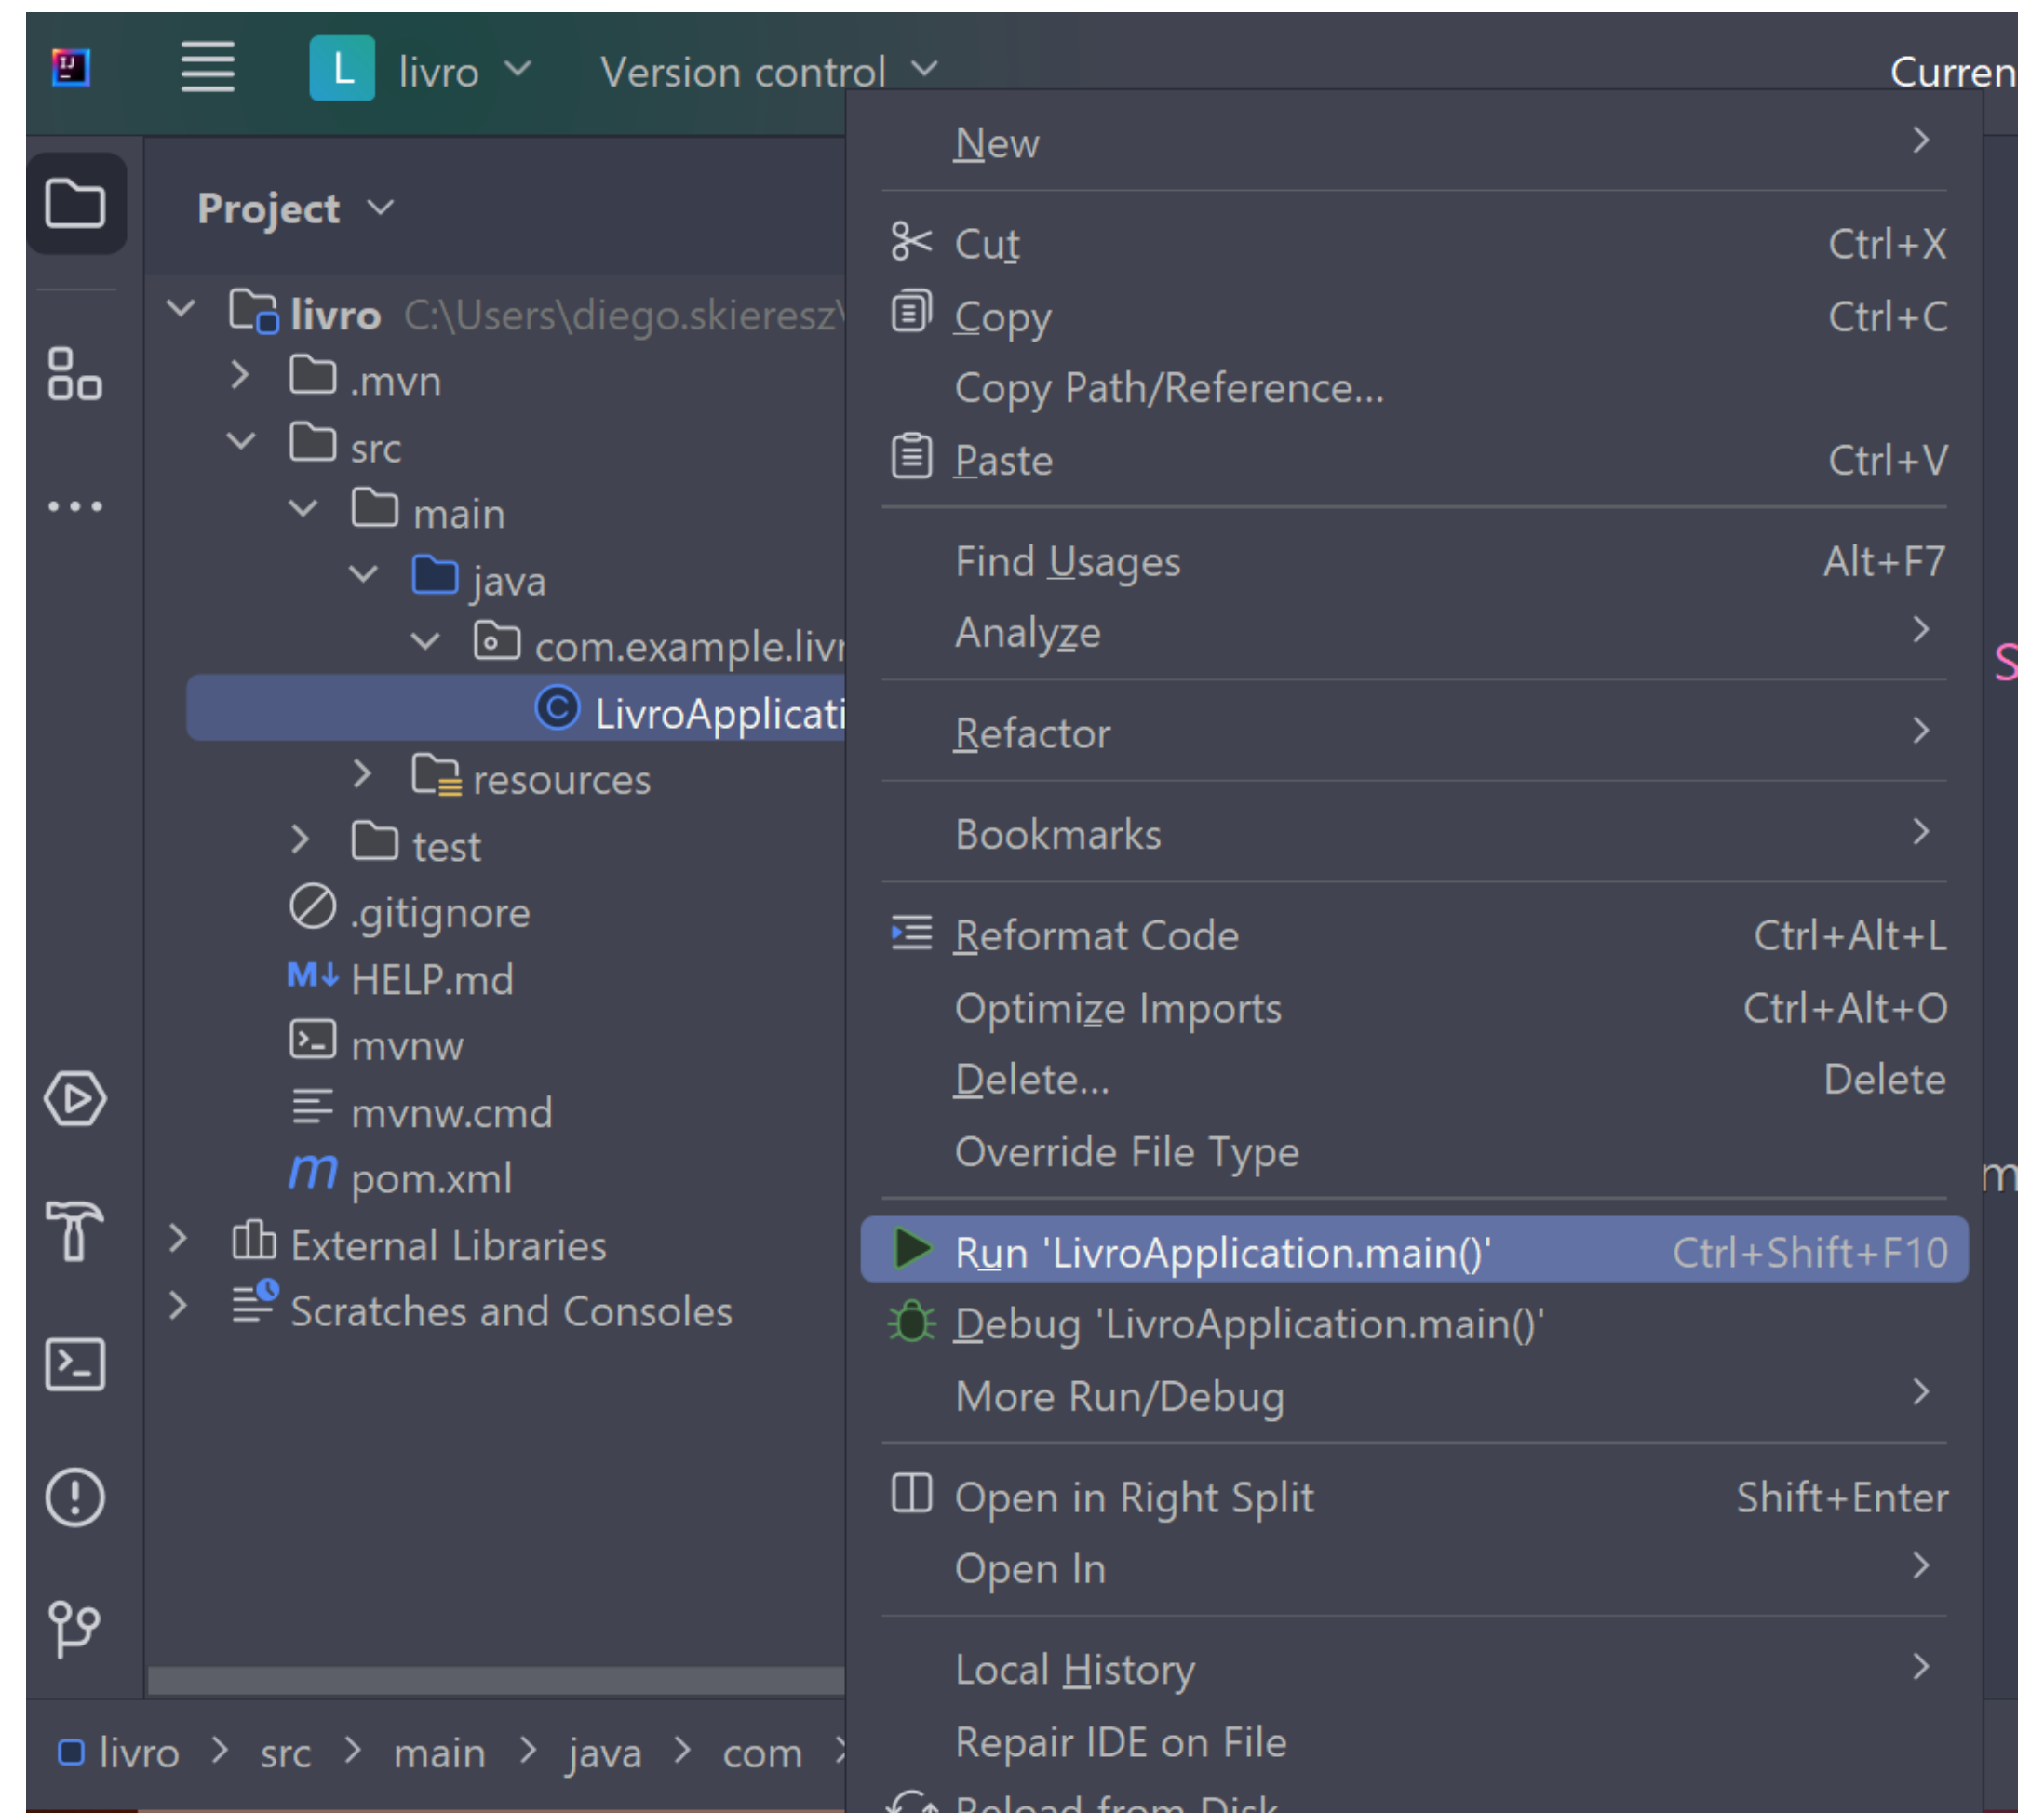 L livro Version control
Project
livro C:\Users\diego.skieresz\
.mvn
src
main
java
com.example.livr
LivroApplicati
resources
test
.gitignore
M↓ HELP.md
mvnw
mvnw.cmd
m pom.xml
External Libraries
Scratches and Consoles
livro > src > main > java > com >
New
Cut Ctrl+X
Copy Ctrl+C
Copy Path/Reference...
Paste Ctrl+V
Find Usages Alt+F7
Analyze
Refactor
Bookmarks
Reformat Code Ctrl+Alt+L
Optimize Imports Ctrl+Alt+O
Delete... Delete
Override File Type
Run 'LivroApplication.main()' Ctrl+Shift+F10
Debug 'LivroApplication.main()'
More Run/Debug
Open in Right Split Shift+Enter
Open In
Local History
Repair IDE on File
Reload from Disk
Curren
S
m